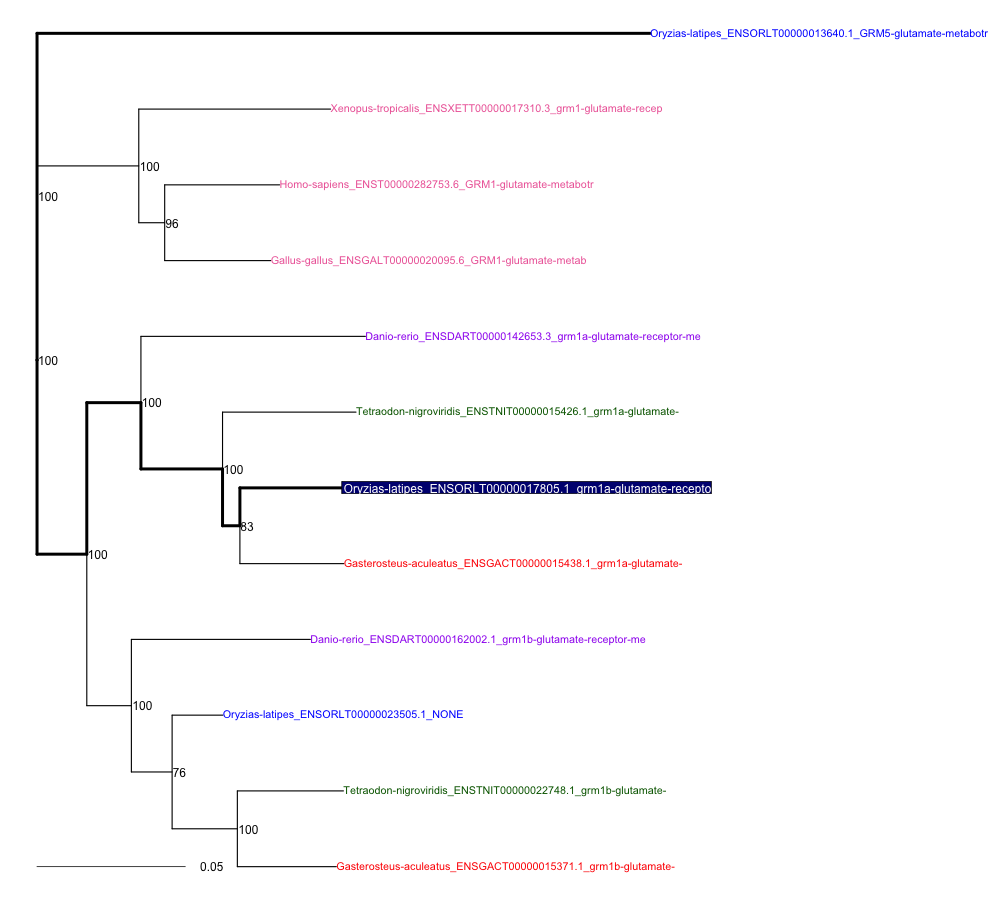 Oryzias-latipes_ENSORLT00000013640.1_GRM5-glutamate-metabotr
Xenopus-tropicalis_ENSXETT00000017310.3_grm1-glutamate-recep
100
Homo-sapiens_ENST00000282753.6_GRM1-glutamate-metabotr
100
96
Gallus-gallus_ENSGALT00000020095.6_GRM1-glutamate-metab
Danio-rerio_ENSDART00000142653.3_grm1a-glutamate-receptor-me
100
100
Tetraodon-nigroviridis_ENSTNIT00000015426.1_grm1a-glutamate-
100
Oryzias-latipes_ENSORLT00000017805.1_grm1a-glutamate-recepto
83
100
Gasterosteus-aculeatus_ENSGACT00000015438.1_grm1a-glutamate-
Danio-rerio_ENSDART00000162002.1_grm1b-glutamate-receptor-me
100
Oryzias-latipes_ENSORLT00000023505.1_NONE
76
Tetraodon-nigroviridis_ENSTNIT00000022748.1_grm1b-glutamate-
100
0.05
Gasterosteus-aculeatus_ENSGACT00000015371.1_grm1b-glutamate-